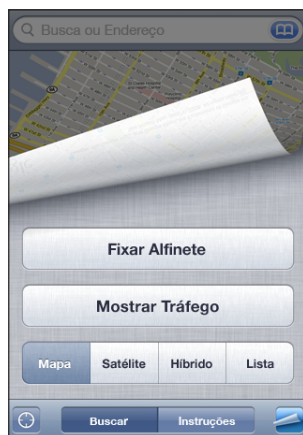 Busca ou Endereço
Fixar Alfinete
Mostrar Tráfego
Mapa Satélite Híbrido Lista
Buscar Instruções